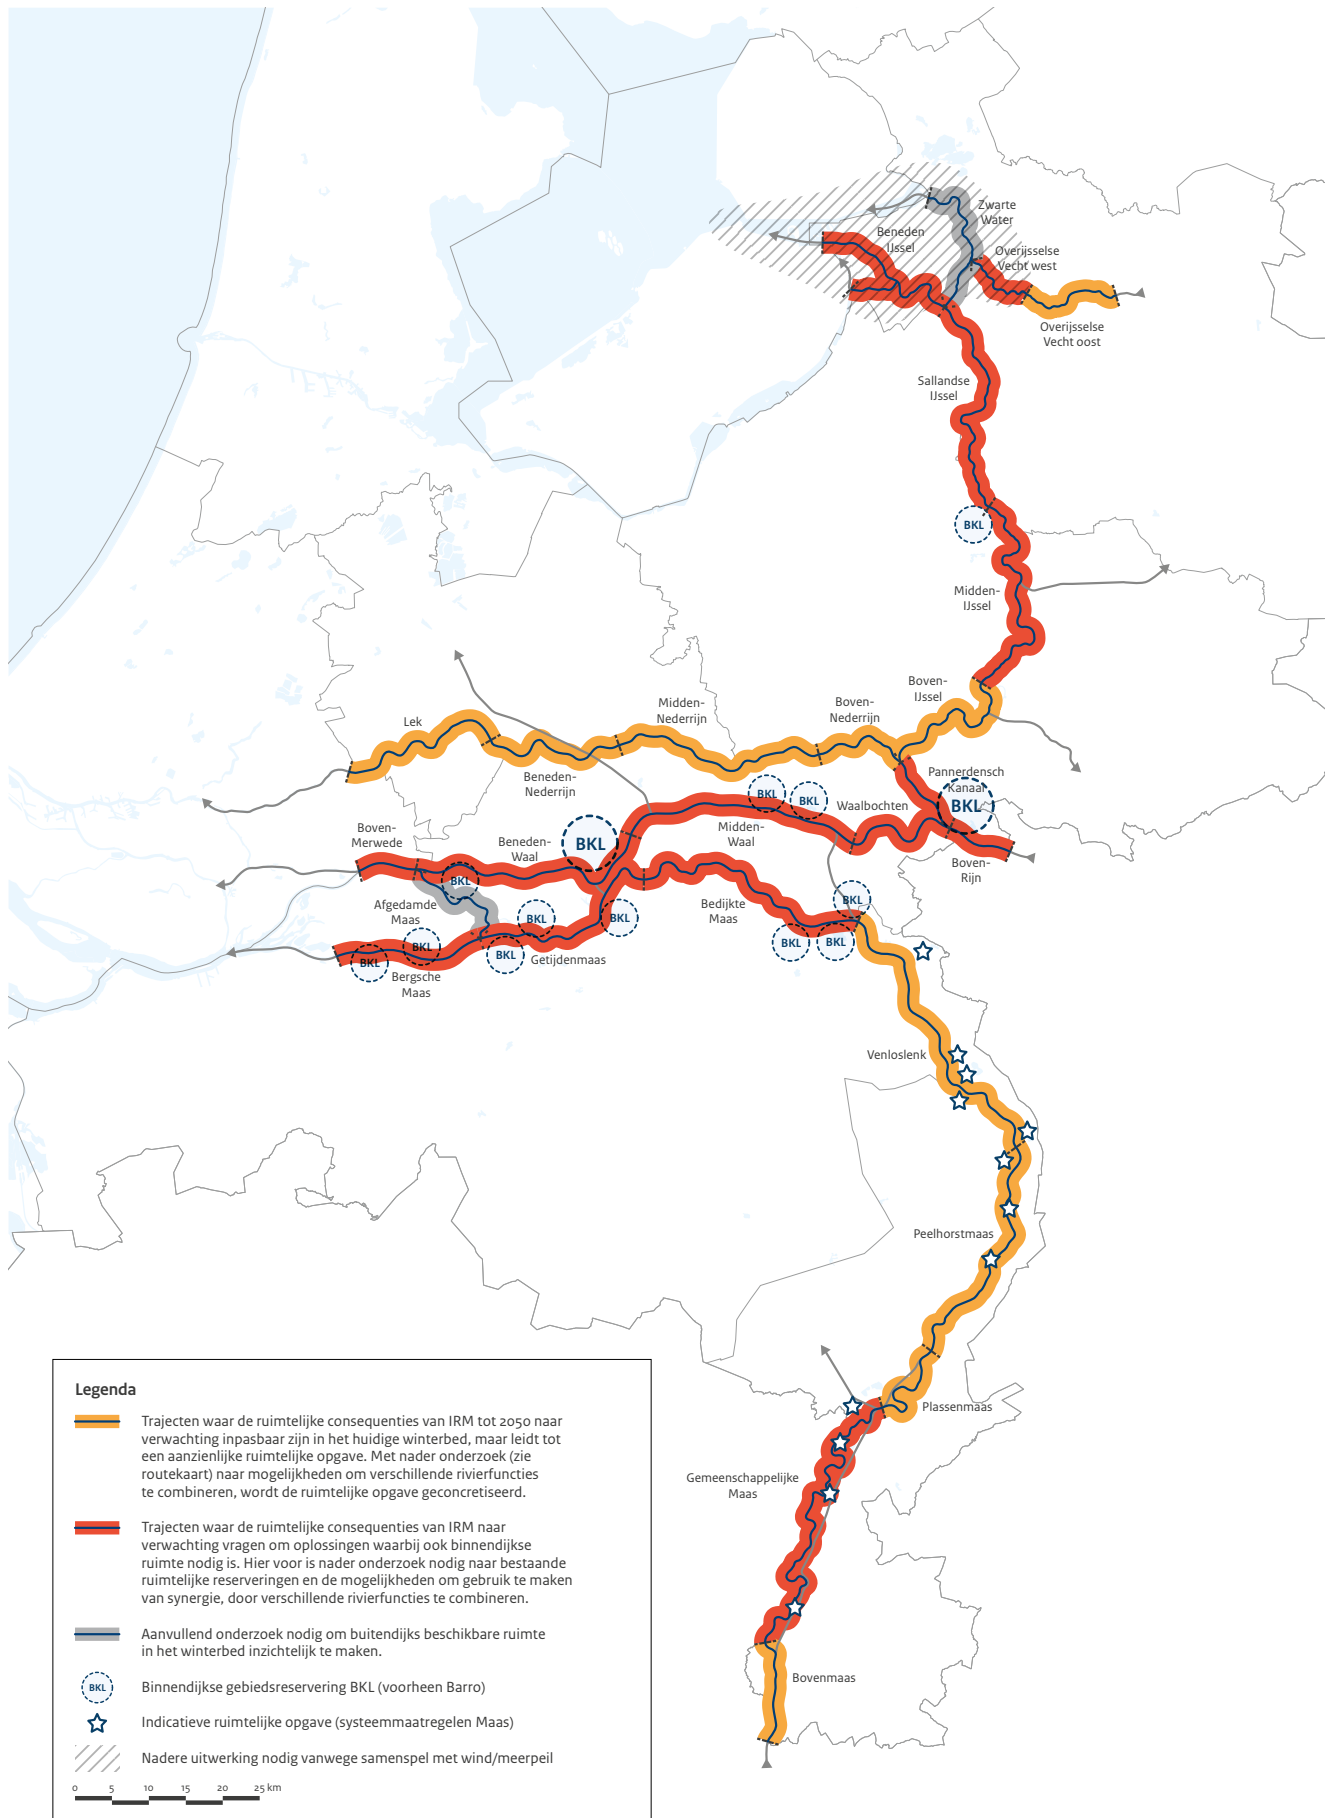 Zwarte
Water
Beneden
IJssel
Overijsselse
Vecht west
Overijsselse
Vecht oost
Sallandse
IJssel
BKL
Midden-
IJssel
Boven-
IJssel
Midden-
Nederrijn
Boven-
Nederrijn
Lek
Beneden-
Nederrijn
Pannerdensch
Kanaal
BKL
BKL
BKL
Waalbochten
Boven-
Merwede
Beneden-
Waal
BKL
Midden-
Waal
Boven-
Rijn
BKL
Afgedamde
Maas
BKL
BKL
Bedijkte
Maas
BKL
BKL
BKL
BKL
BKL
BKL
Getijdenmaas
BKL
Bergsche
Maas
Venloslenk
Peelhorstmaas
Plassenmaas
Gemeenschappelijke
Maas
Bovenmaas
Legenda
Trajecten waar de ruimtelijke consequenties van IRM tot 2050 naar
verwachting inpasbaar zijn in het huidige winterbed, maar leidt tot
een aanzienlijke ruimtelijke opgave. Met nader onderzoek (zie
routekaart) naar mogelijkheden om verschillende rivierfuncties
te combineren, wordt de ruimtelijke opgave geconcretiseerd.
Trajecten waar de ruimtelijke consequenties van IRM naar
verwachting vragen om oplossingen waarbij ook binnendijkse
ruimte nodig is. Hier voor is nader onderzoek nodig naar bestaande
ruimtelijke reserveringen en de mogelijkheden om gebruik te maken
van synergie, door verschillende rivierfuncties te combineren.
Aanvullend onderzoek nodig om buitendijks beschikbare ruimte
in het winterbed inzichtelijk te maken.
BKL Binnendijkse gebiedsreservering BKL (voorheen Barro)
Indicatieve ruimtelijke opgave (systeemmaatregelen Maas)
Nadere uitwerking nodig vanwege samenspel met wind/meerpeil
0 5 10 15 20 25 km